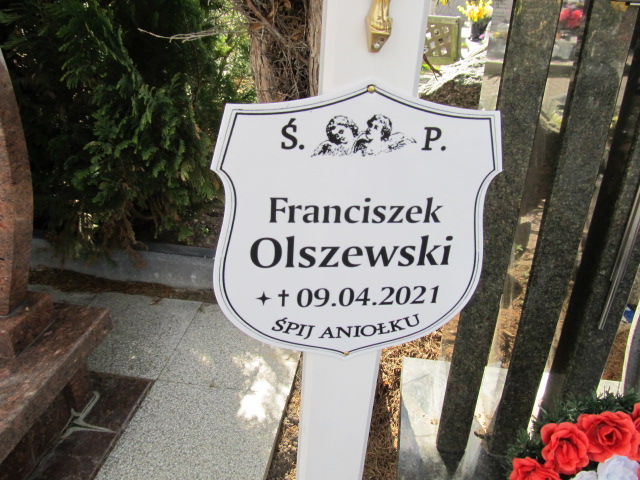 Ś. P.
Franciszek
Olszewski
✦ † 09.04.2021
ŚPIJ ANIOŁKU